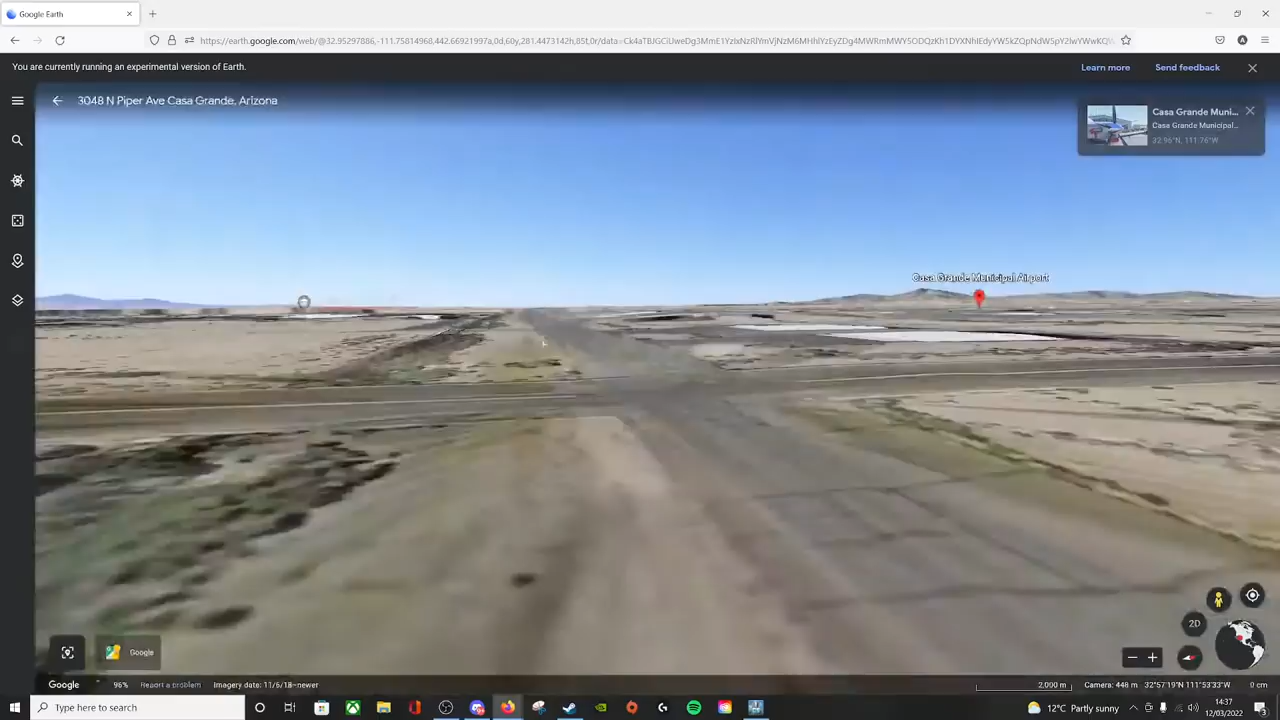 Google Earth
You are currently running an experimental version of Earth.
Learn more
Send feedback
3048 N Piper Ave Casa Grande, Arizona
Casa Grande Muni...
Casa Grande Municipal...
32.96°N, 111.76°W
Casa Grande Municipal Airport
2D
Google
Google
96%
Report a problem
Imagery date: 11/6/18-newer
2,000 m
Camera: 448 m
32°57'19"N 111°53'33"W
0 cm
Type here to search
12°C Partly sunny
14:37
12/03/2022